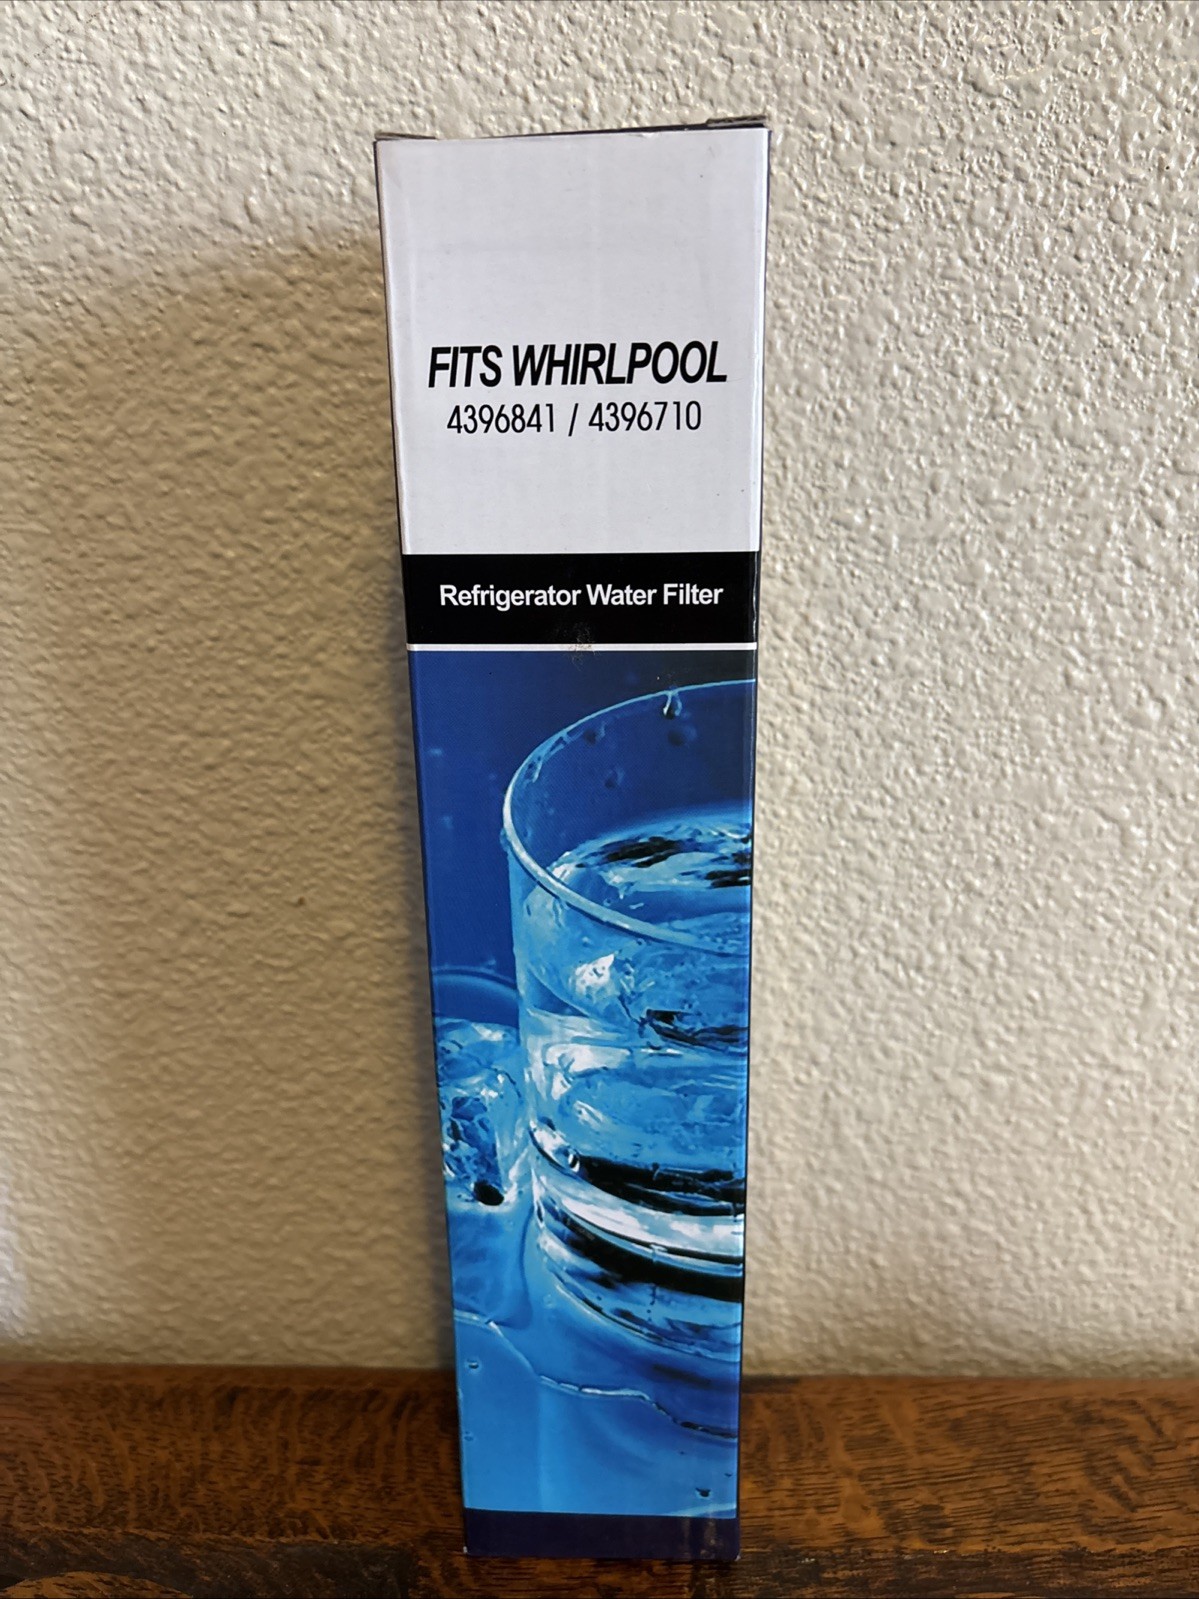 FITS WHIRLPOOL
4396841 / 4396710
Refrigerator Water Filter